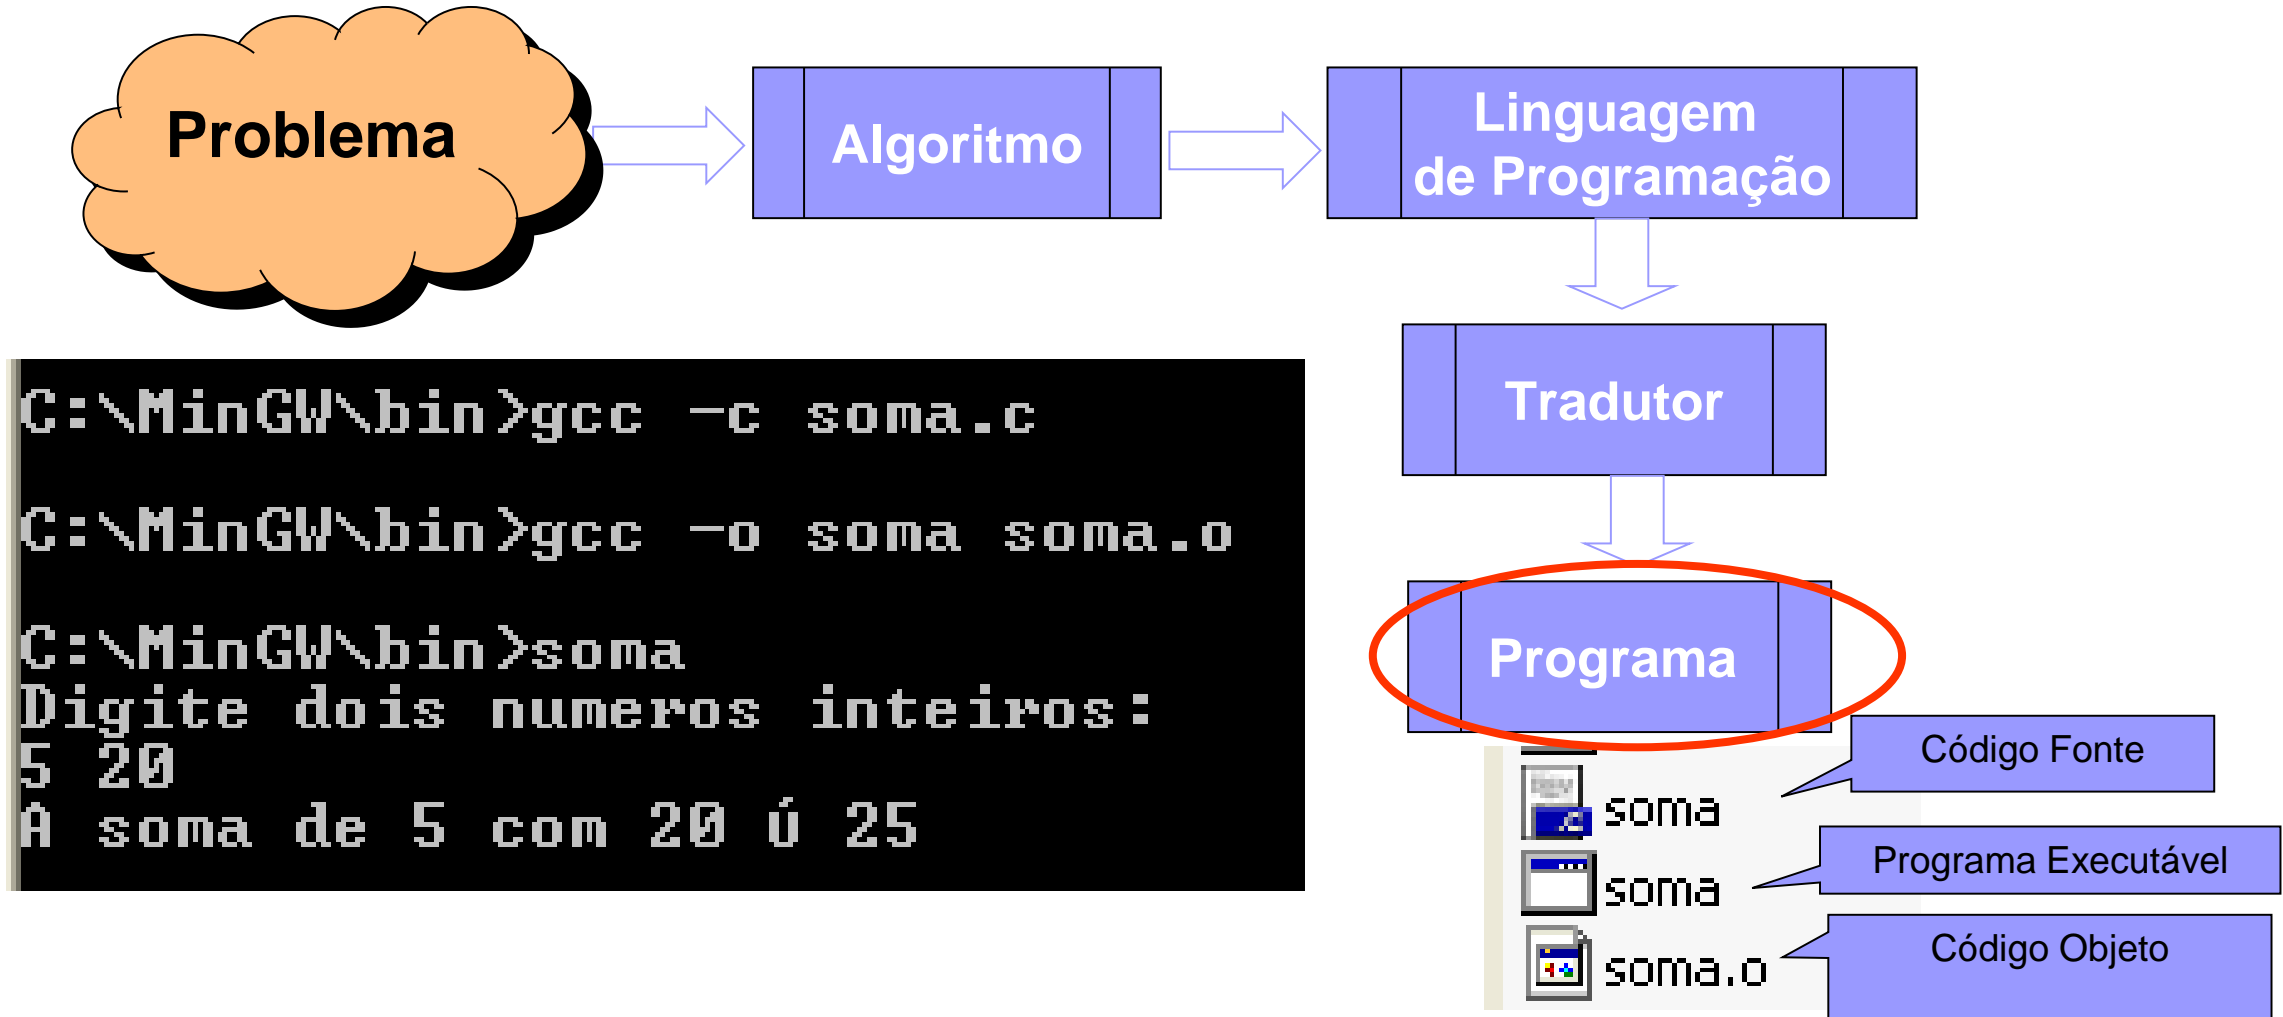 Problema
Algoritmo
Linguagem
de Programação
Tradutor
Programa
C:\MinGW\bin>gcc -c soma.c
C:\MinGW\bin>gcc -o soma soma.o
C:\MinGW\bin>soma
Digite dois numeros inteiros:
5 20
A soma de 5 com 20 Ú 25
Código Fonte
soma
Programa Executável
soma
Código Objeto
soma.o